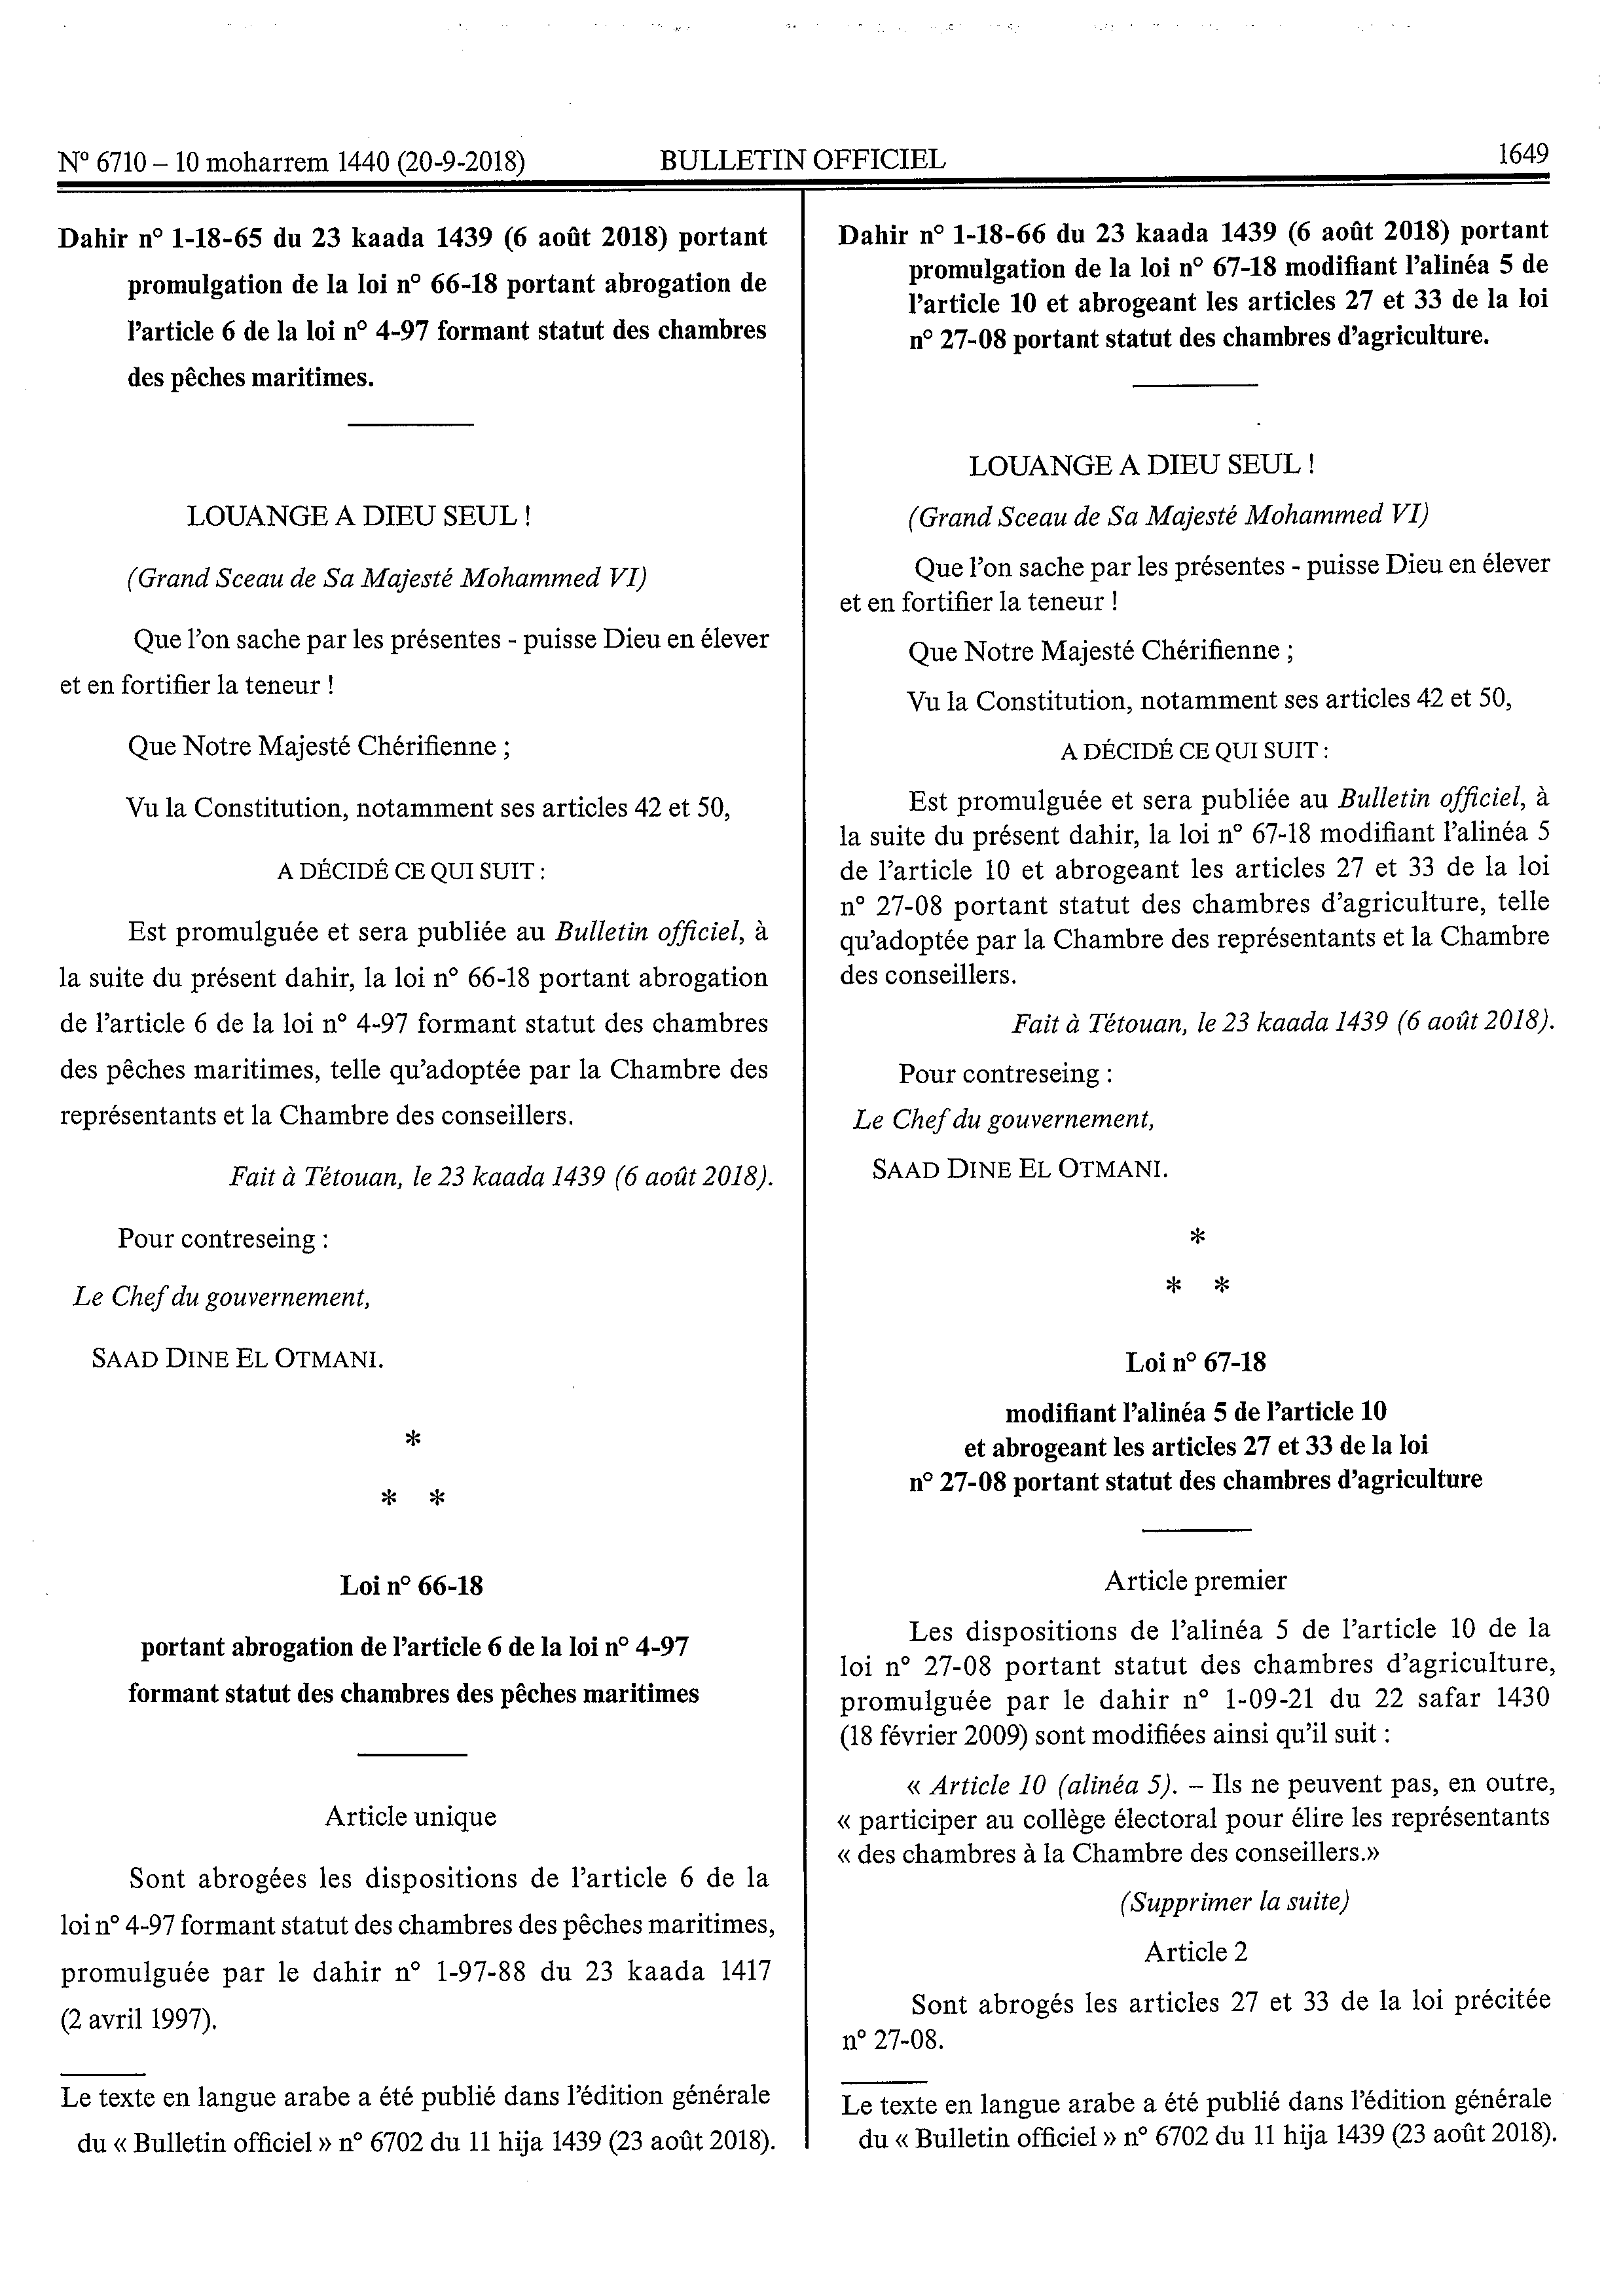 N° 6710 – 10 moharrem 1440 (20-9-2018)
BULLETIN OFFICIEL
1649
Dahir n° 1-18-65 du 23 kaada 1439 (6 août 2018) portant
promulgation de la loi n° 66-18 portant abrogation de
l'article 6 de la loi n° 4-97 formant statut des chambres
des pêches maritimes.
LOUANGE A DIEU SEUL !
(Grand Sceau de Sa Majesté Mohammed VI)
Que l'on sache par les présentes - puisse Dieu en élever
et en fortifier la teneur !
Que Notre Majesté Chérifienne ;
Vu la Constitution, notamment ses articles 42 et 50,
A DÉCIDÉ CE QUI SUIT :
Est promulguée et sera publiée au Bulletin officiel, à
la suite du présent dahir, la loi n° 66-18 portant abrogation
de l'article 6 de la loi n° 4-97 formant statut des chambres
des pêches maritimes, telle qu'adoptée par la Chambre des
représentants et la Chambre des conseillers.
Fait à Tétouan, le 23 kaada 1439 (6 août 2018).
Pour contreseing :
Le Chef du gouvernement,
SAAD DINE EL OTMANI.
*
* *
Loi n° 66-18
portant abrogation de l'article 6 de la loi n° 4-97
formant statut des chambres des pêches maritimes
Article unique
Sont abrogées les dispositions de l'article 6 de la
loi n° 4-97 formant statut des chambres des pêches maritimes,
promulguée par le dahir n° 1-97-88 du 23 kaada 1417
(2 avril 1997).
Le texte en langue arabe a été publié dans l'édition générale
du « Bulletin officiel » n° 6702 du 11 hija 1439 (23 août 2018).
Dahir n° 1-18-66 du 23 kaada 1439 (6 août 2018) portant
promulgation de la loi n° 67-18 modifiant l'alinéa 5 de
l'article 10 et abrogeant les articles 27 et 33 de la loi
n° 27-08 portant statut des chambres d'agriculture.
LOUANGE A DIEU SEUL !
(Grand Sceau de Sa Majesté Mohammed VI)
Que l'on sache par les présentes - puisse Dieu en élever
et en fortifier la teneur !
Que Notre Majesté Chérifienne ;
Vu la Constitution, notamment ses articles 42 et 50,
A DÉCIDÉ CE QUI SUIT :
Est promulguée et sera publiée au Bulletin officiel, à
la suite du présent dahir, la loi n° 67-18 modifiant l'alinéa 5
de l'article 10 et abrogeant les articles 27 et 33 de la loi
n° 27-08 portant statut des chambres d'agriculture, telle
qu'adoptée par la Chambre des représentants et la Chambre
des conseillers.
Fait à Tétouan, le 23 kaada 1439 (6 août 2018).
Pour contreseing :
Le Chef du gouvernement,
SAAD DINE EL OTMANI.
*
* *
Loi n° 67-18
modifiant l'alinéa 5 de l'article 10
et abrogeant les articles 27 et 33 de la loi
n° 27-08 portant statut des chambres d'agriculture
Article premier
Les dispositions de l'alinéa 5 de l'article 10 de la
loi n° 27-08 portant statut des chambres d'agriculture,
promulguée par le dahir n° 1-09-21 du 22 safar 1430
(18 février 2009) sont modifiées ainsi qu'il suit :
« Article 10 (alinéa 5). – Ils ne peuvent pas, en outre,
« participer au collège électoral pour élire les représentants
« des chambres à la Chambre des conseillers.»
(Supprimer la suite)
Article 2
Sont abrogés les articles 27 et 33 de la loi précitée
n° 27-08.
Le texte en langue arabe a été publié dans l'édition générale
du « Bulletin officiel » n° 6702 du 11 hija 1439 (23 août 2018).